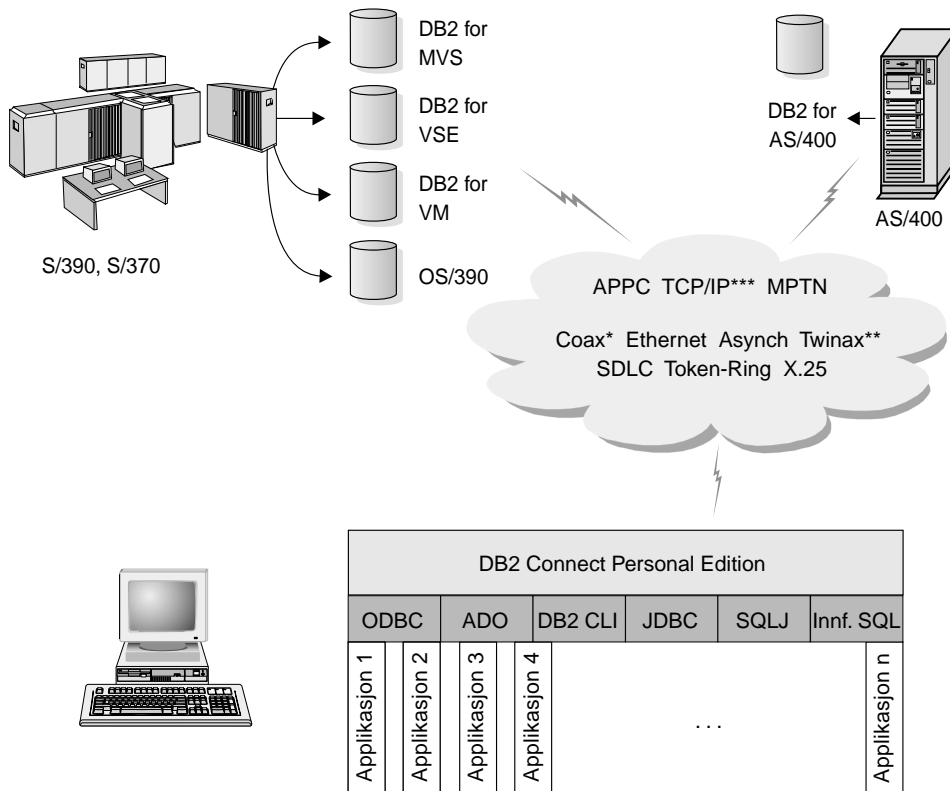 DB2 for
MVS
DB2 for
VSE
DB2 for
VM
OS/390
S/390, S/370
DB2 for
AS/400
AS/400
APPC TCP/IP*** MPTN
Coax* Ethernet Asynch Twinax**
SDLC Token-Ring X.25
DB2 Connect Personal Edition
ODBC ADO DB2 CLI JDBC SQLJ Innf. SQL
Applikasjon 1
Applikasjon 2
Applikasjon 3
Applikasjon 4
. . .
Applikasjon n